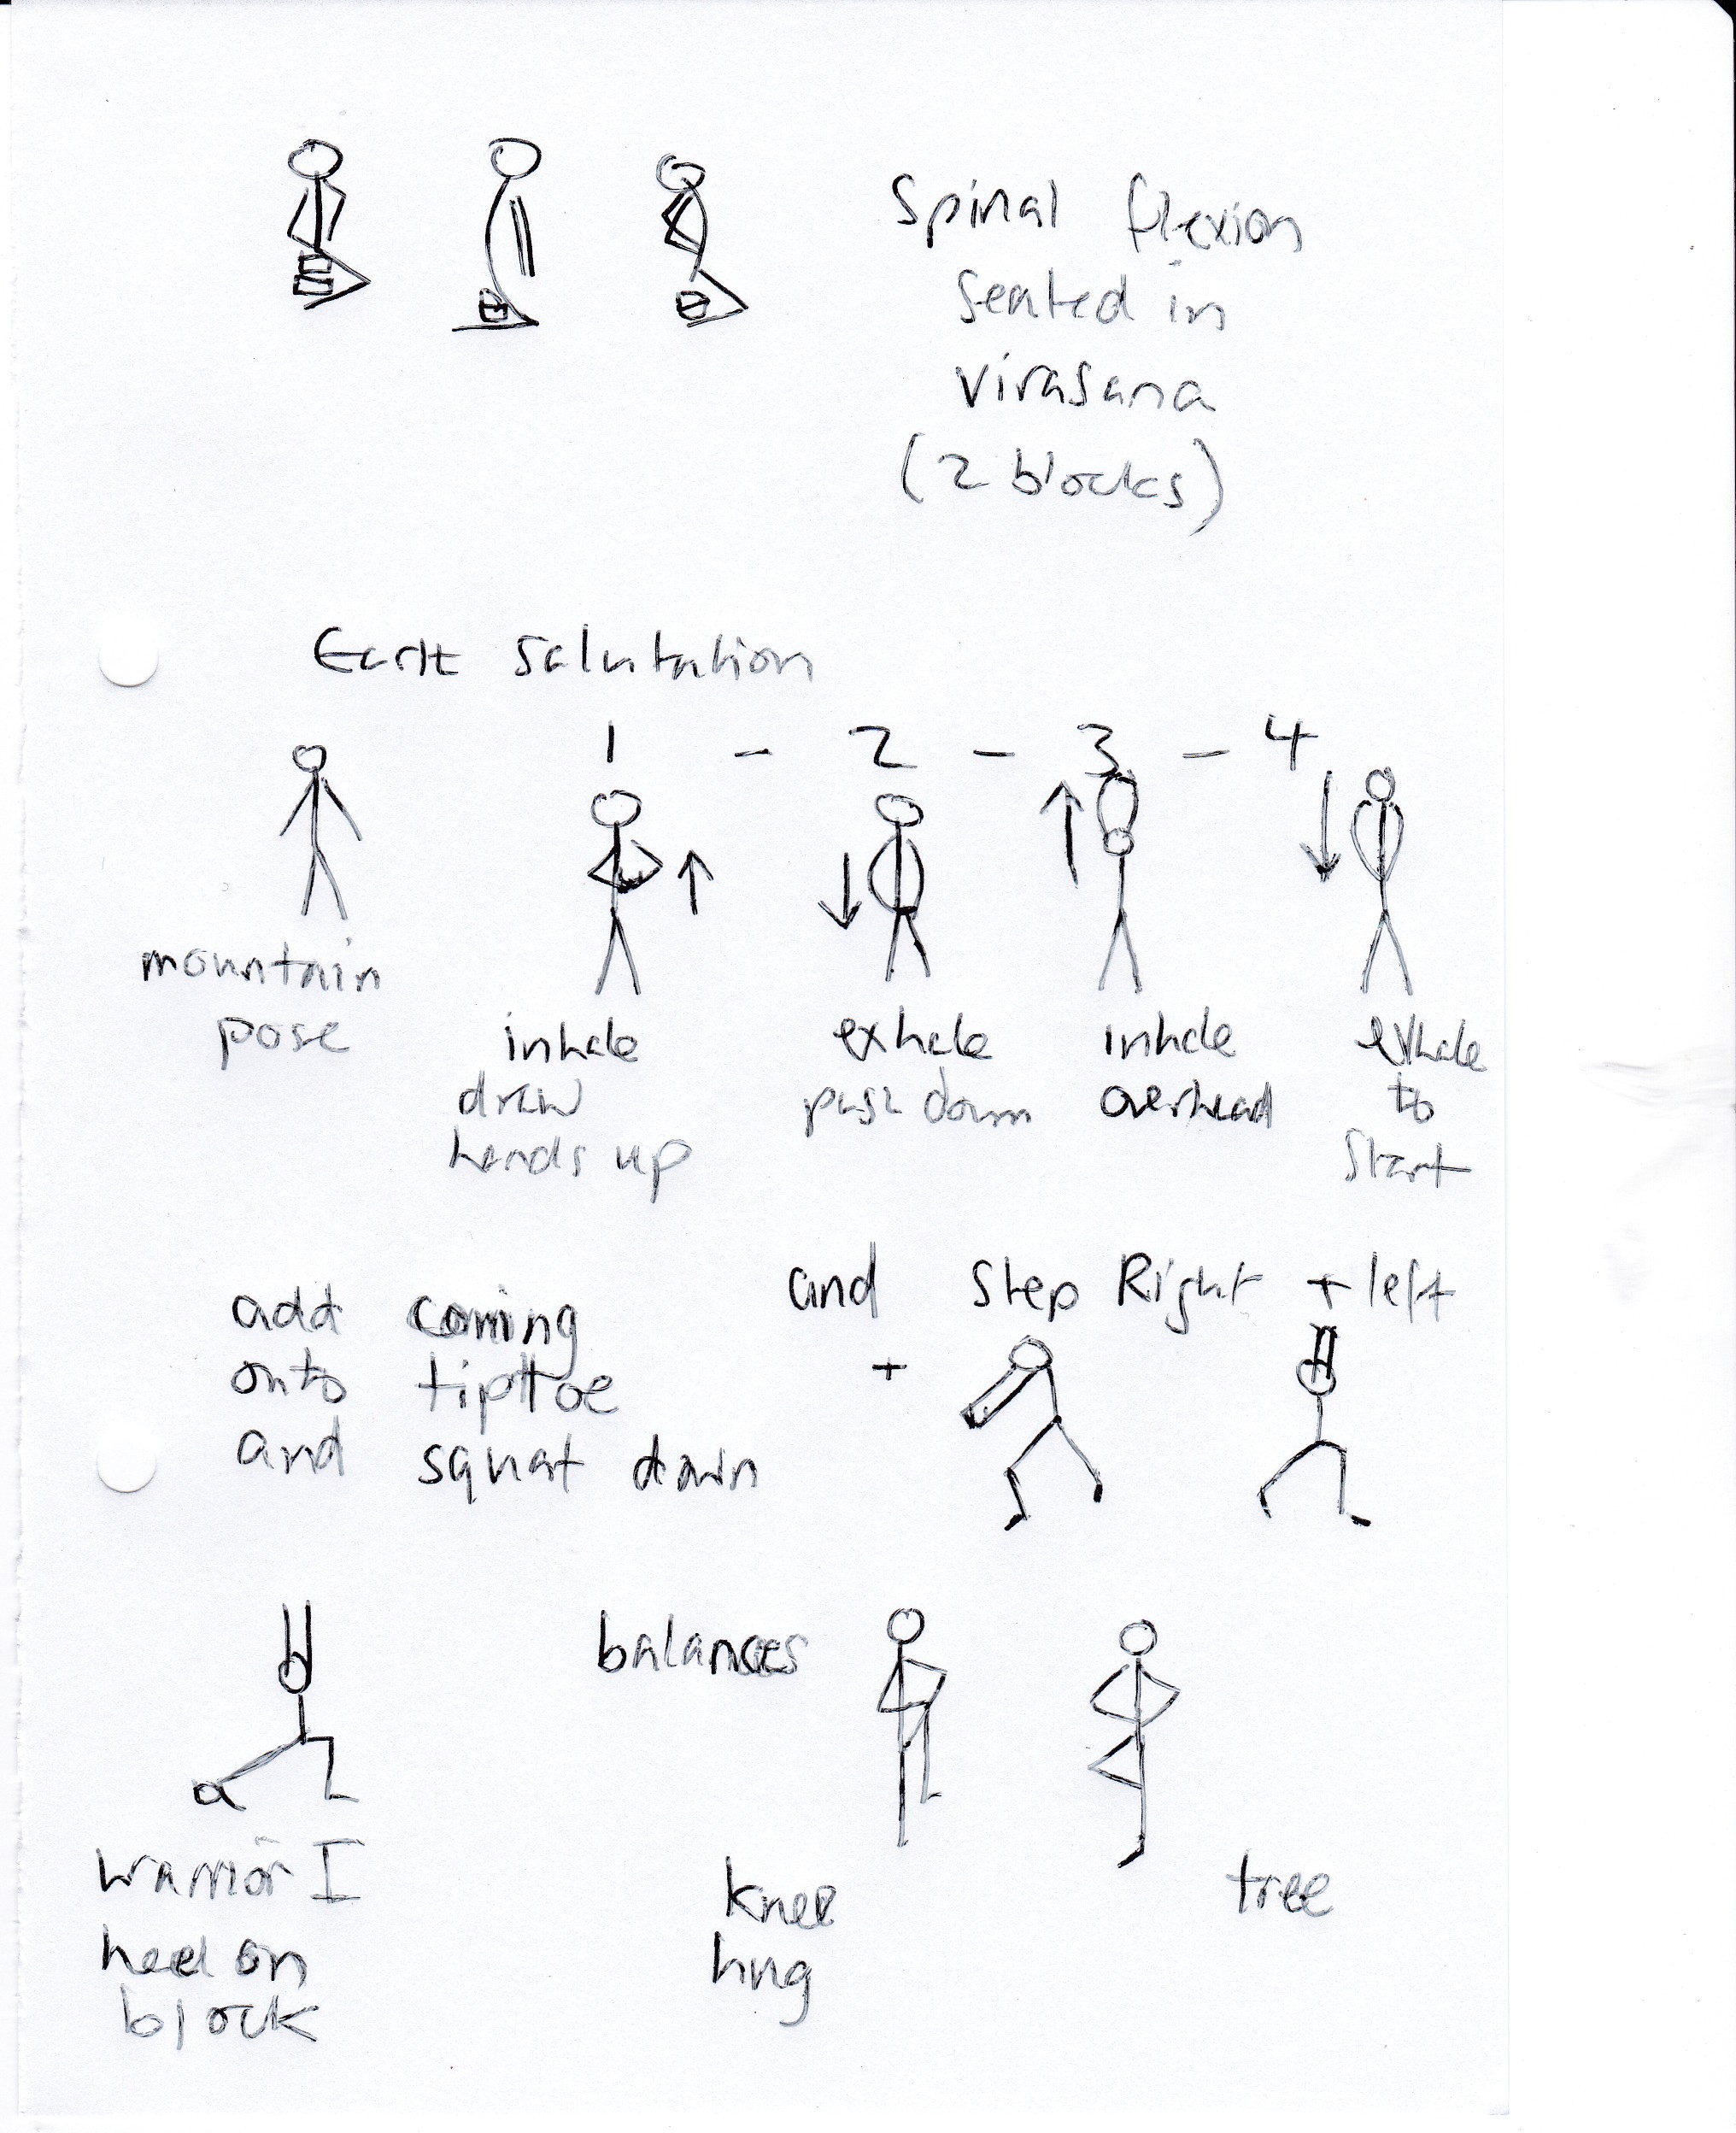 Spinal flexion
seated in
virasana
(2 blocks)
Earth Salutation
1 - 2 - 3 - 4
mountain
pose
inhale
draw
hands up
exhale
push down
inhale
overhead
exhale
to
start
add coming
onto tiptoe
and squat down
and Step Right + left
+
balances
Warrior I
heel on
block
knee
hug
tree